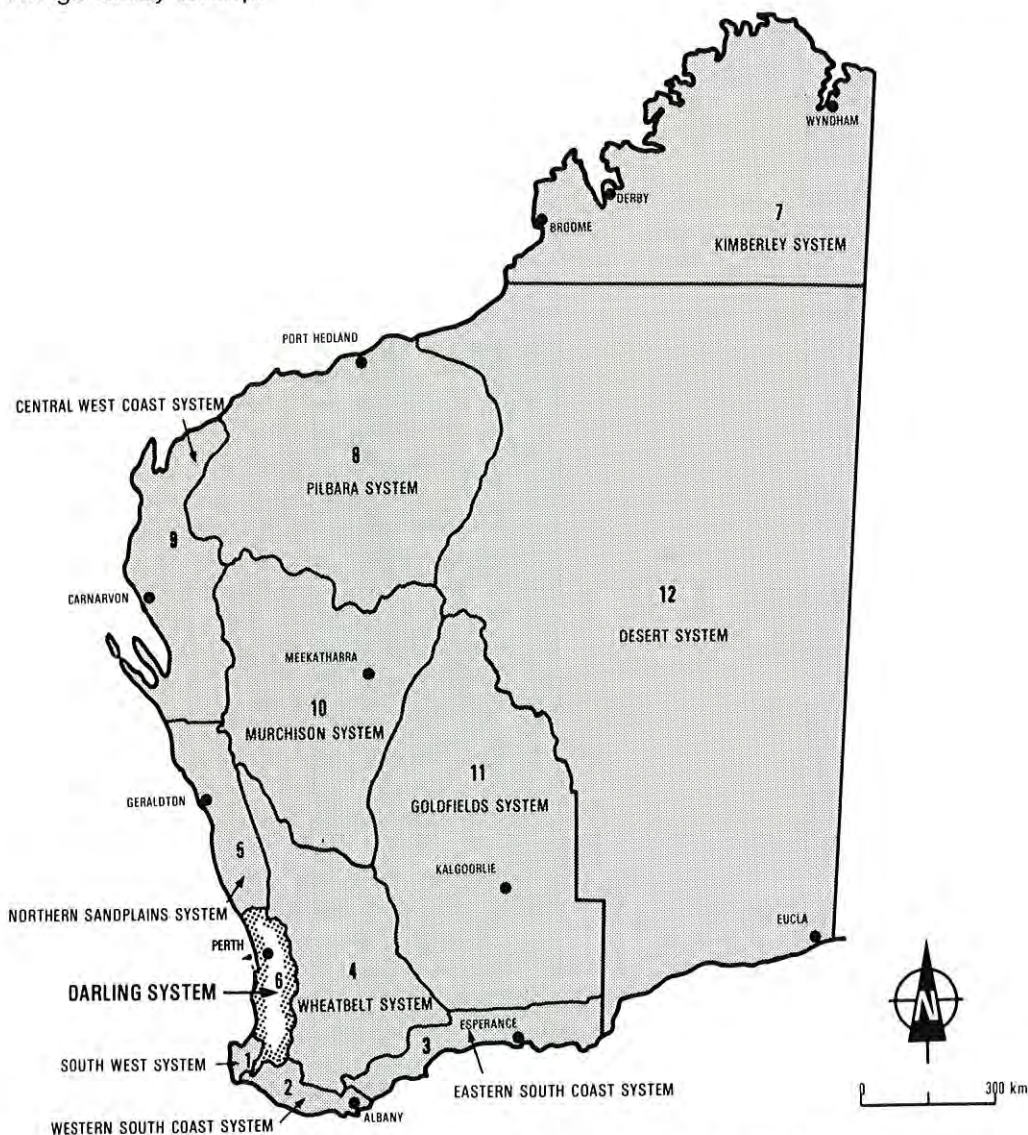 WYNDHAM
DERBY
BROOME
7
KIMBERLEY SYSTEM
PORT HEDLAND
CENTRAL WEST COAST SYSTEM
8
PILBARA SYSTEM
9
CARNARVON
12
DESERT SYSTEM
MEEKATHARRA
10
MURCHISON SYSTEM
11
GOLDFIELDS SYSTEM
GERALDTON
5
KALGOORLIE
NORTHERN SANDPLAINS SYSTEM
EUCLA
PERTH
6
4
DARLING SYSTEM
WHEATBELT SYSTEM
N
ESPERANCE
3
SOUTH WEST SYSTEM
1
2
EASTERN SOUTH COAST SYSTEM
0 300 km
ALBANY
WESTERN SOUTH COAST SYSTEM